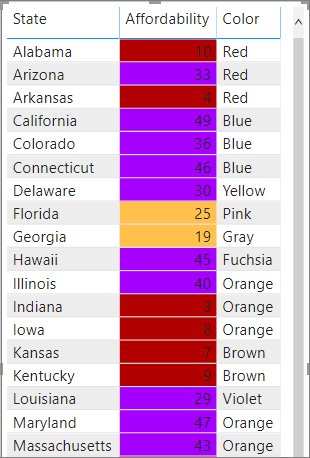 State Affordability Color
Alabama 10 Red
Arizona 33 Red
Arkansas 4 Red
California 49 Blue
Colorado 36 Blue
Connecticut 46 Blue
Delaware 30 Yellow
Florida 25 Pink
Georgia 19 Gray
Hawaii 45 Fuchsia
Illinois 40 Orange
Indiana 3 Orange
Iowa 8 Orange
Kansas 7 Brown
Kentucky 9 Brown
Louisiana 29 Violet
Maryland 47 Orange
Massachusetts 43 Orange